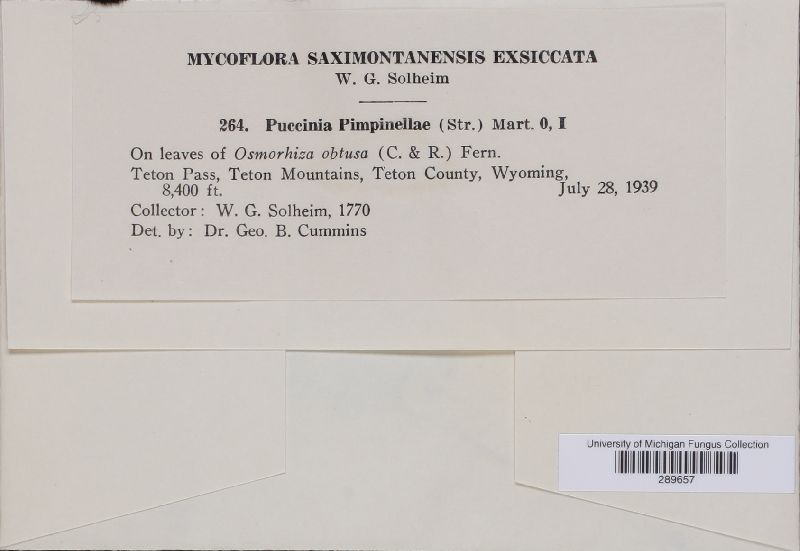 MYCOFLORA SAXIMONTANENSIS EXSICCATA
W. G. Solheim
264. Puccinia Pimpinellae (Str.) Mart. 0, I
On leaves of Osmorhiza obtusa (C. & R.) Fern.
Teton Pass, Teton Mountains, Teton County, Wyoming,
8,400 ft. July 28, 1939
Collector: W. G. Solheim, 1770
Det. by: Dr. Geo. B. Cummins
University of Michigan Fungus Collection
289657